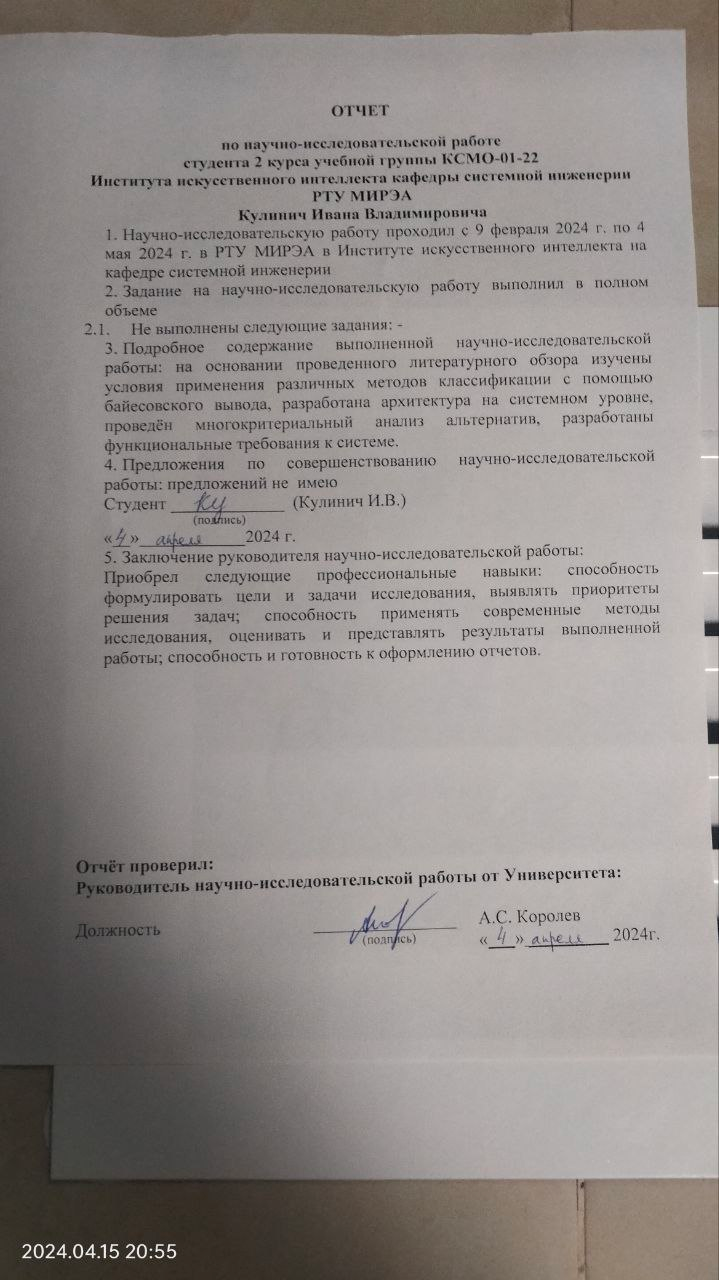 ОТЧЕТ
по научно-исследовательской работе
студента 2 курса учебной группы КСМО-01-22
Института искусственного интеллекта кафедры системной инженерии
РТУ МИРЭА
Кулинич Ивана Владимировича
1. Научно-исследовательскую работу проходил с 9 февраля 2024 г. по 4
мая 2024 г. в РТУ МИРЭА в Институте искусственного интеллекта на
кафедре системной инженерии
2. Задание на научно-исследовательскую работу выполнил в полном
объеме
2.1. Не выполнены следующие задания: -
3. Подробное содержание выполненной научно-исследовательской
работы: на основании проведенного литературного обзора изучены
условия применения различных методов классификации с помощью
байесовского вывода, разработана архитектура на системном уровне,
проведён многокритериальный анализ альтернатив, разработаны
функциональные требования к системе.
4. Предложения по совершенствованию научно-исследовательской
работы: предложений не имею
Студент Ку (Кулинич И.В.)
(подпись)
«4» апреля 2024 г.
5. Заключение руководителя научно-исследовательской работы:
Приобрел следующие профессиональные навыки: способность
формулировать цели и задачи исследования, выявлять приоритеты
решения задач; способность применять современные методы
исследования, оценивать и представлять результаты выполненной
работы; способность и готовность к оформлению отчетов.
Отчёт проверил:
Руководитель научно-исследовательской работы от Университета:
А.С. Королев
Должность
(подпись)
«4» апреля 2024г.
2024.04.15 20:55